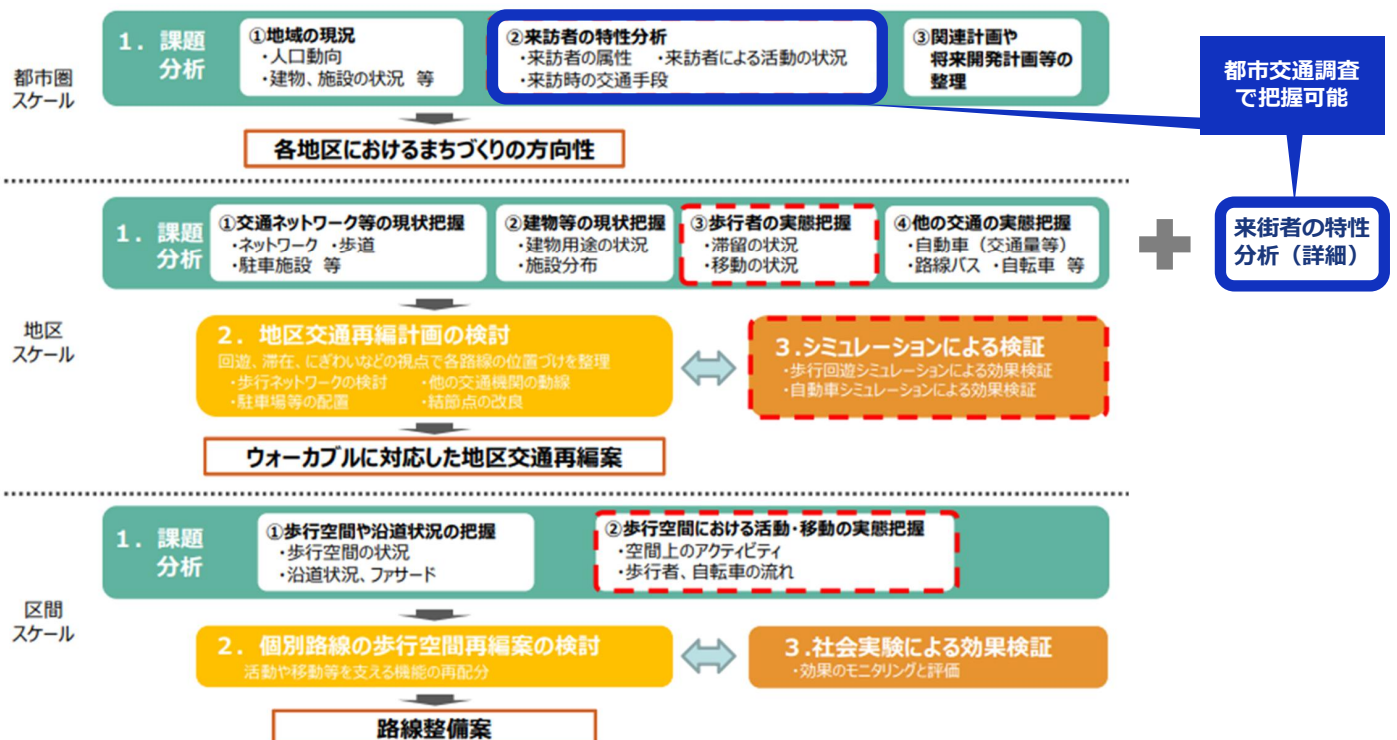 都市圏
スケール
1. 課題
分析
①地域の現況
・人口動向
・建物、施設の状況 等
②来訪者の特性分析
・来訪者の属性 ・来訪者による活動の状況
・来訪時の交通手段
③関連計画や
将来開発計画等の
整理
都市交通調査
で把握可能
各地区におけるまちづくりの方向性
地区
スケール
1. 課題
分析
①交通ネットワーク等の現状把握
・ネットワーク ・歩道
・駐車施設 等
②建物等の現状把握
・建物用途の状況
・施設分布
③歩行者の実態把握
・滞留の状況
・移動の状況
④他の交通の実態把握
・自動車（交通量等）
・路線バス ・自転車 等
来街者の特性
分析（詳細）
2. 地区交通再編計画の検討
回遊、滞在、にぎわいなどの視点で各路線の位置づけを整理
・歩行ネットワークの検討 ・他の交通機関の動線
・駐車場等の配置 ・結節点の改良
3.シミュレーションによる検証
・歩行回遊シミュレーションによる効果検証
・自動車シミュレーションによる効果検証
ウォーカブルに対応した地区交通再編案
区間
スケール
1. 課題
分析
①歩行空間や沿道状況の把握
・歩行空間の状況
・沿道状況、ファサード
②歩行空間における活動・移動の実態把握
・空間上のアクティビティ
・歩行者、自転車の流れ
2. 個別路線の歩行空間再編案の検討
活動や移動等を支える機能の再配分
3.社会実験による効果検証
・効果のモニタリングと評価
路線整備案